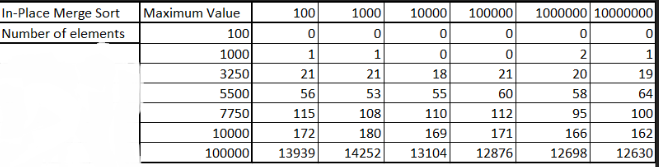 In-Place Merge Sort Maximum Value 100 1000 10000 100000 1000000 10000000
Number of elements 100 0 0 0 0 0 0
1000 1 1 0 0 2 1
3250 21 21 18 21 20 19
5500 56 53 55 60 58 64
7750 115 108 110 112 95 100
10000 172 180 169 171 166 162
100000 13939 14252 13104 12876 12698 12630